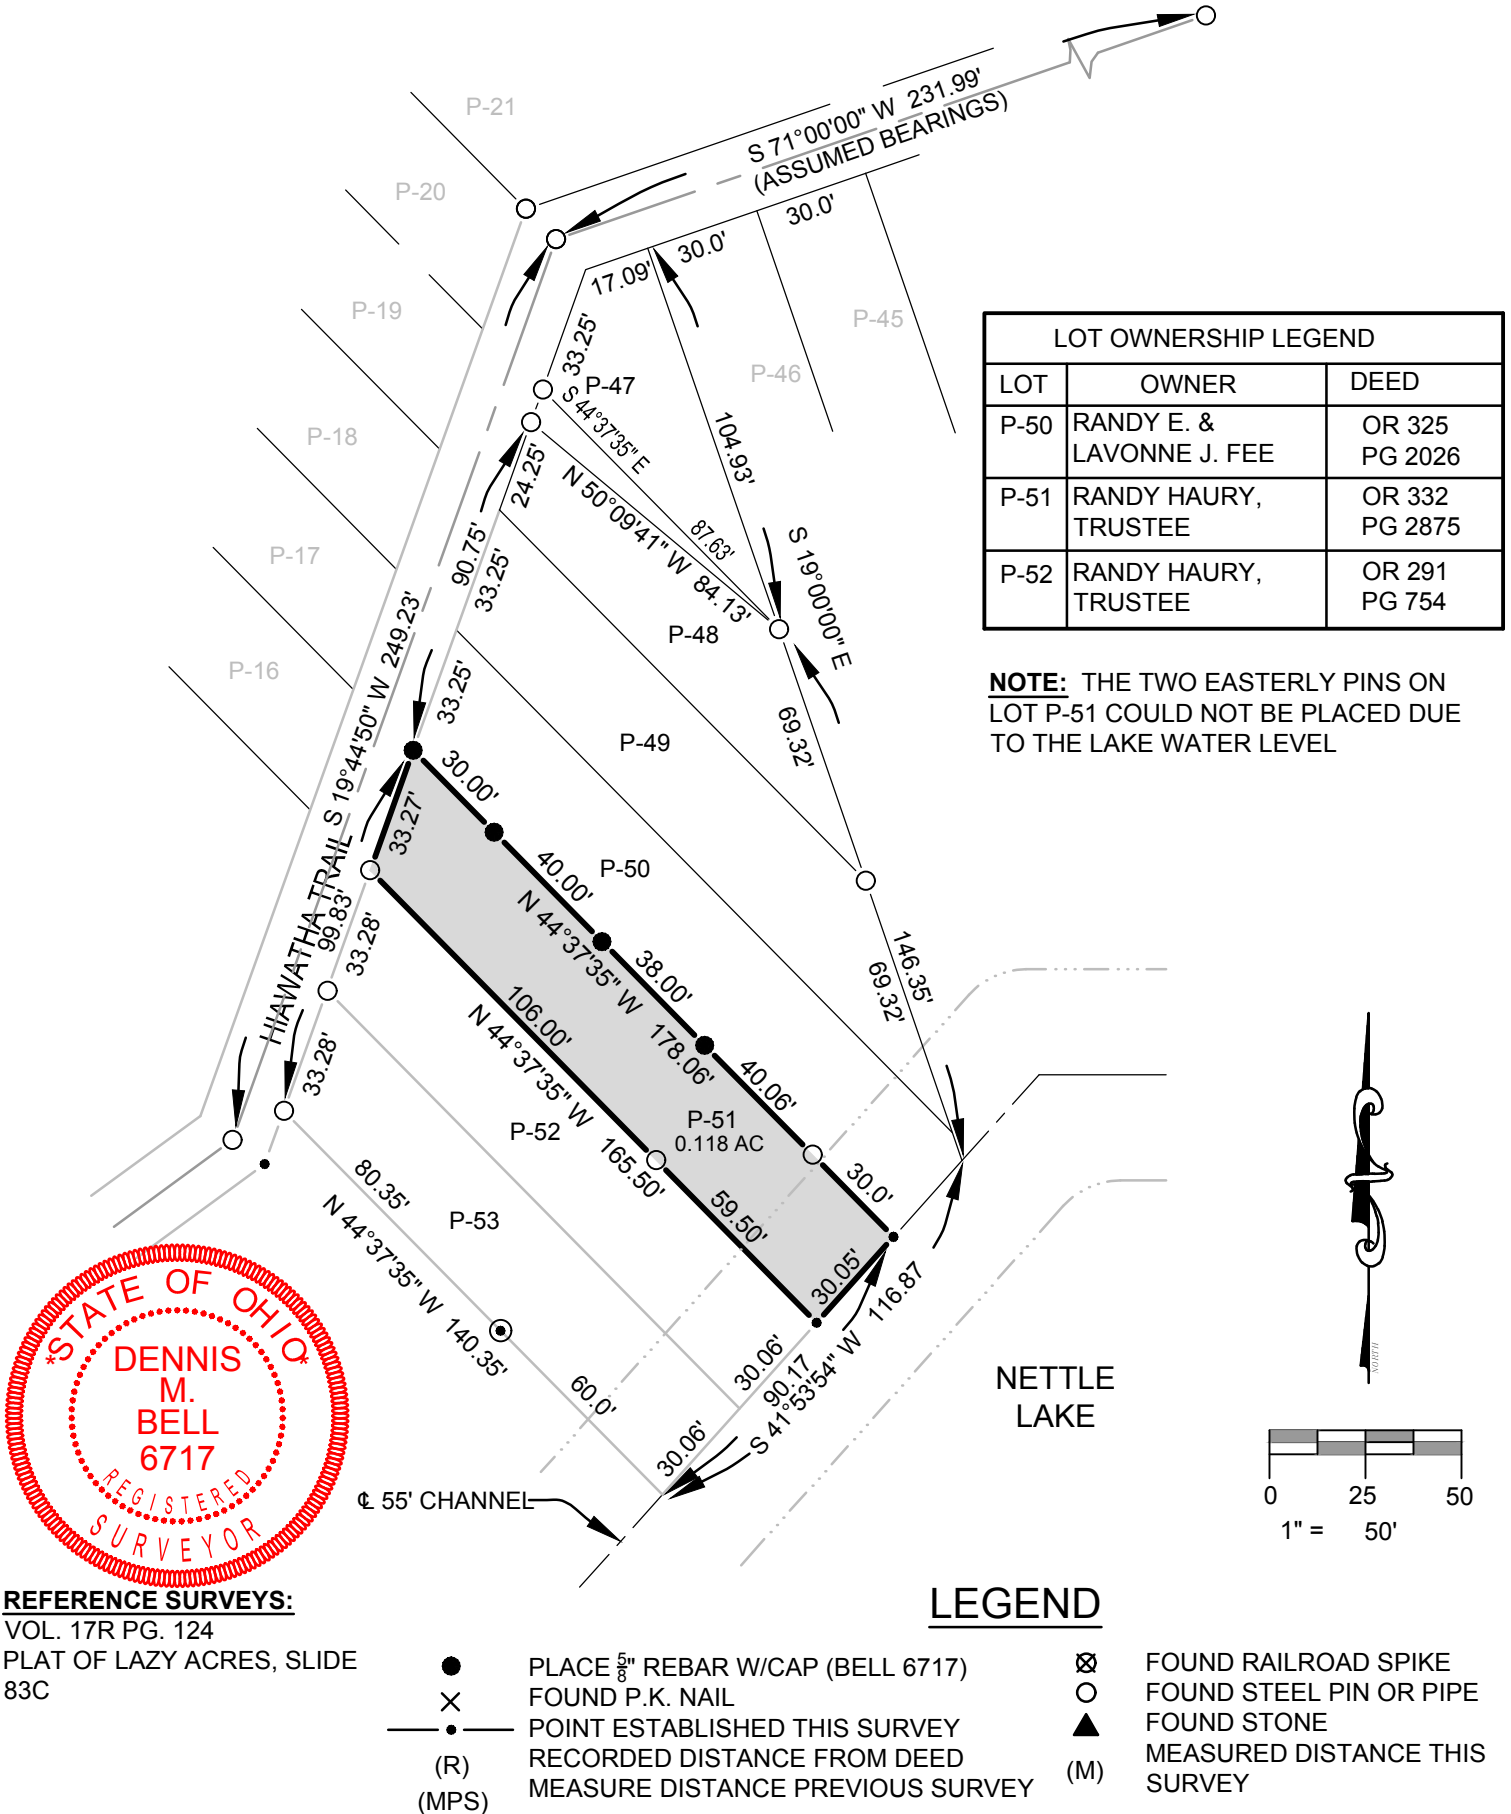 P-21
S 71°00'00" W 231.99'
(ASSUMED BEARINGS)
P-20
30.0'
30.0'
17.09'
P-19
P-45
33.25'
P-47
P-46
S 44°37'35" E
104.93'
P-18
24.25'
N 50°09'41" W 84.13'
87.63'
S 19°00'00" E
P-17
90.75'
33.25'
P-48
P-16
S 19°44'50" W 249.23'
33.25'
69.32'
P-49
30.00'
33.27'
HIAWATHA TRAIL
40.00'
P-50
N 44°37'35" W 178.06'
99.83'
33.28'
38.00'
146.35'
69.32'
106.00'
N 44°37'35" W 165.50'
40.06'
33.28'
P-51
0.118 AC
P-52
30.0'
59.50'
80.35'
N 44°37'35" W 140.35'
P-53
30.05'
116.87
30.06'
90.17
S 41°53'54" W
60.0'
30.06'
℄ 55' CHANNEL
NETTLE
LAKE
LOT OWNERSHIP LEGEND
LOT OWNER DEED
P-50 RANDY E. & OR 325
LAVONNE J. FEE PG 2026
P-51 RANDY HAURY, OR 332
TRUSTEE PG 2875
P-52 RANDY HAURY, OR 291
TRUSTEE PG 754
NOTE: THE TWO EASTERLY PINS ON
LOT P-51 COULD NOT BE PLACED DUE
TO THE LAKE WATER LEVEL
NORTH
0 25 50
1" = 50'
*STATE OF OHIO*
DENNIS
M.
BELL
6717
REGISTERED
SURVEYOR
REFERENCE SURVEYS:
VOL. 17R PG. 124
PLAT OF LAZY ACRES, SLIDE
83C
LEGEND
PLACE 5/8" REBAR W/CAP (BELL 6717)
FOUND P.K. NAIL
POINT ESTABLISHED THIS SURVEY
(R) RECORDED DISTANCE FROM DEED
(MPS) MEASURE DISTANCE PREVIOUS SURVEY
FOUND RAILROAD SPIKE
FOUND STEEL PIN OR PIPE
FOUND STONE
(M) MEASURED DISTANCE THIS
SURVEY